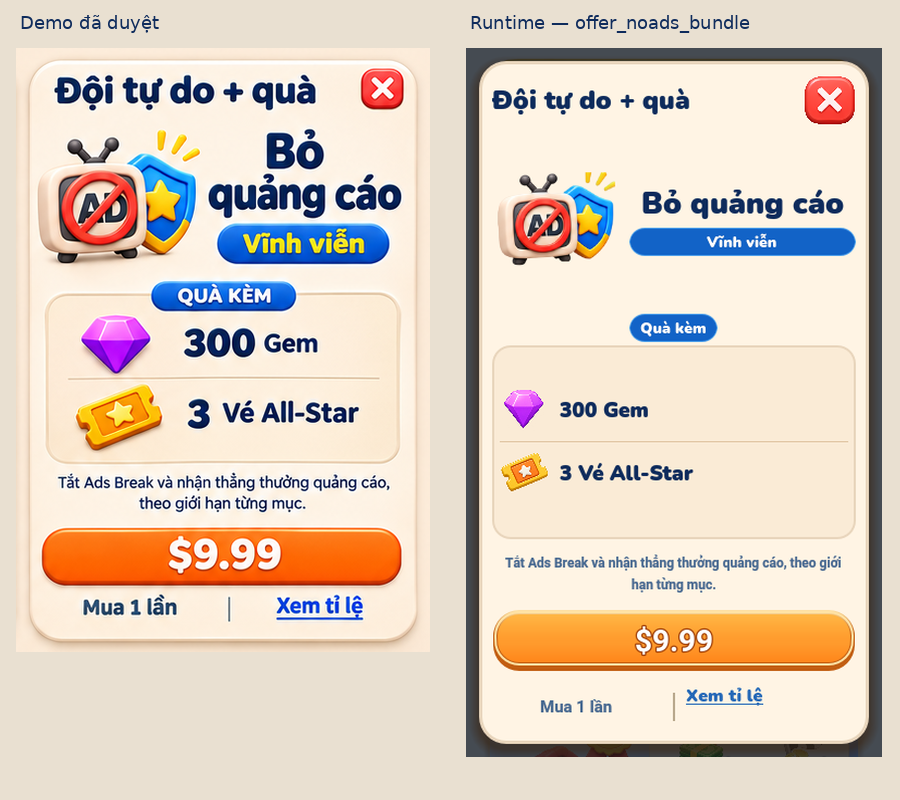 Demo đã duyệt
Đội tự do + quà
AD
Bỏ
quảng cáo
Vĩnh viễn
QUÀ KÈM
300 Gem
3 Vé All-Star
Tắt Ads Break và nhận thẳng thưởng quảng cáo,
theo giới hạn từng mục.
$9.99
Mua 1 lần
Xem tỉ lệ
Runtime — offer_noads_bundle
Đội tự do + quà
AD
Bỏ quảng cáo
Vĩnh viễn
Quà kèm
300 Gem
3 Vé All-Star
Tắt Ads Break và nhận thẳng thưởng quảng cáo, theo giới
hạn từng mục.
$9.99
Mua 1 lần
Xem tỉ lệ